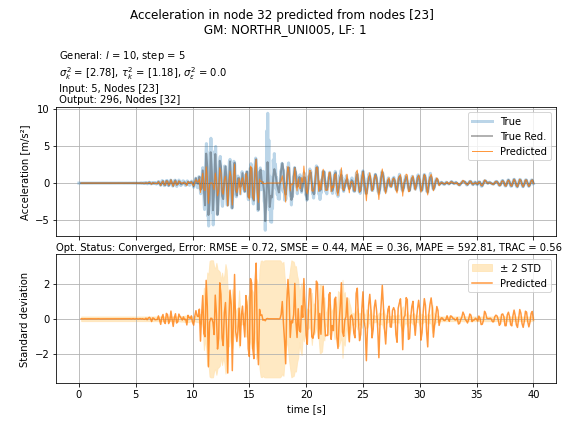 Acceleration in node 32 predicted from nodes [23]
GM: NORTHR_UNI005, LF: 1
General: l = 10, step = 5
σ²ₖ = [2.78], τ²ₖ = [1.18], σ²ε = 0.0
Input: 5, Nodes [23]
Output: 296, Nodes [32]
Acceleration [m/s²]
10
5
0
−5
True
True Red.
Predicted
Opt. Status: Converged, Error: RMSE = 0.72, SMSE = 0.44, MAE = 0.36, MAPE = 592.81, TRAC = 0.56
Standard deviation
2
0
−2
± 2 STD
Predicted
0 5 10 15 20 25 30 35 40
time [s]